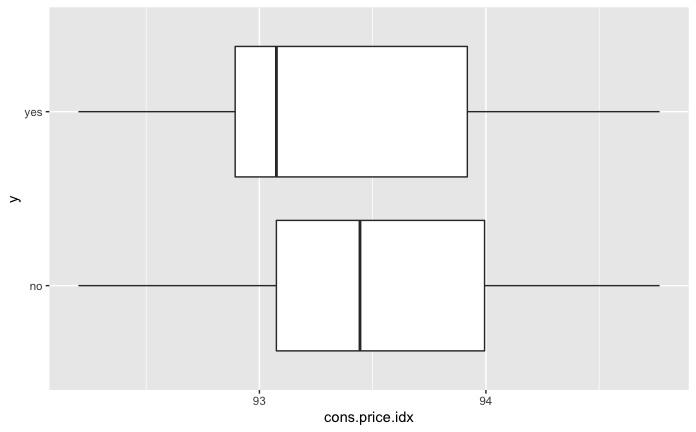 yes
y
no
93
94
cons.price.idx